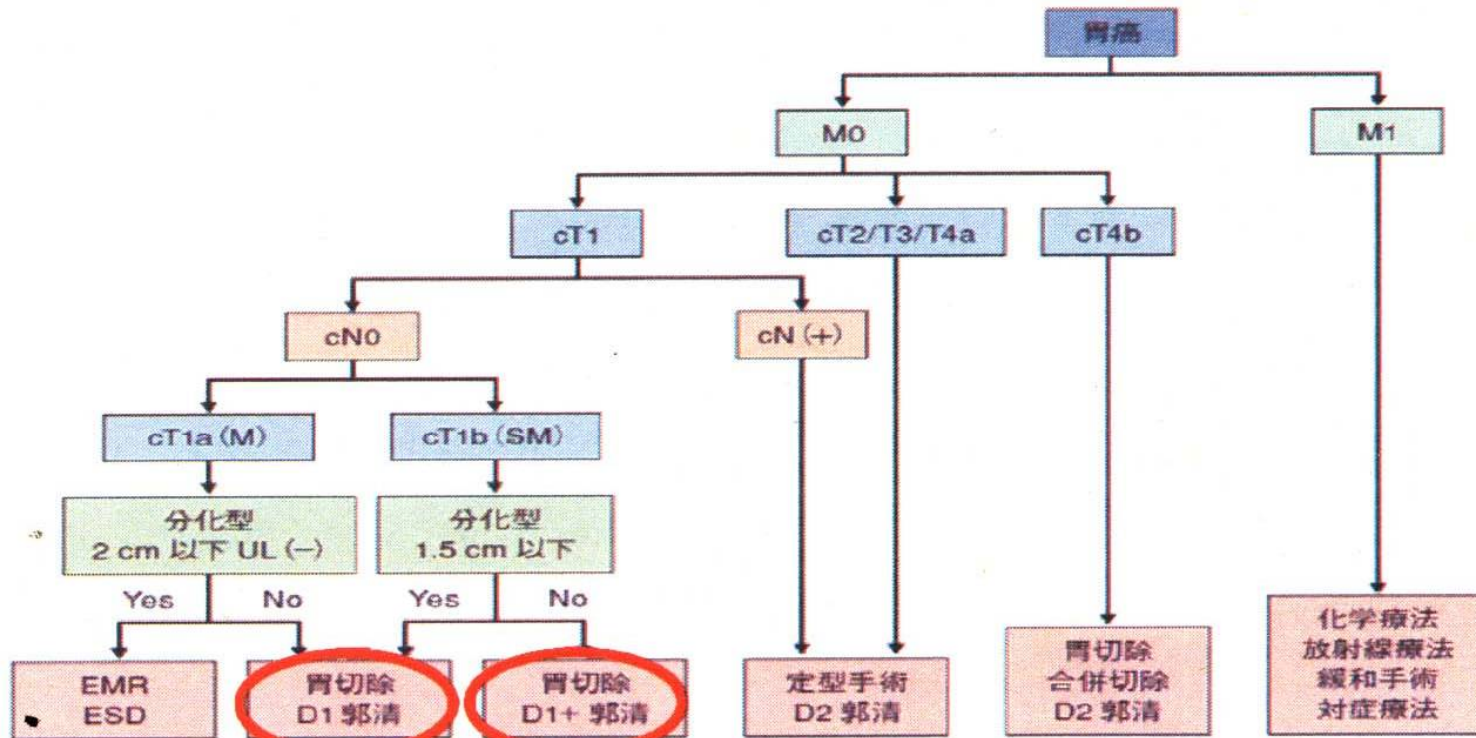 胃癌
M0
M1
cT1
cT2/T3/T4a
cT4b
cN0
cN (+)
cT1a (M)
cT1b (SM)
分化型
2 cm 以下 UL (−)
分化型
1.5 cm 以下
Yes
No
Yes
No
EMR
ESD
胃切除
D1 郭清
胃切除
D1+ 郭清
定型手術
D2 郭清
胃切除
合併切除
D2 郭清
化学療法
放射線療法
緩和手術
対症療法